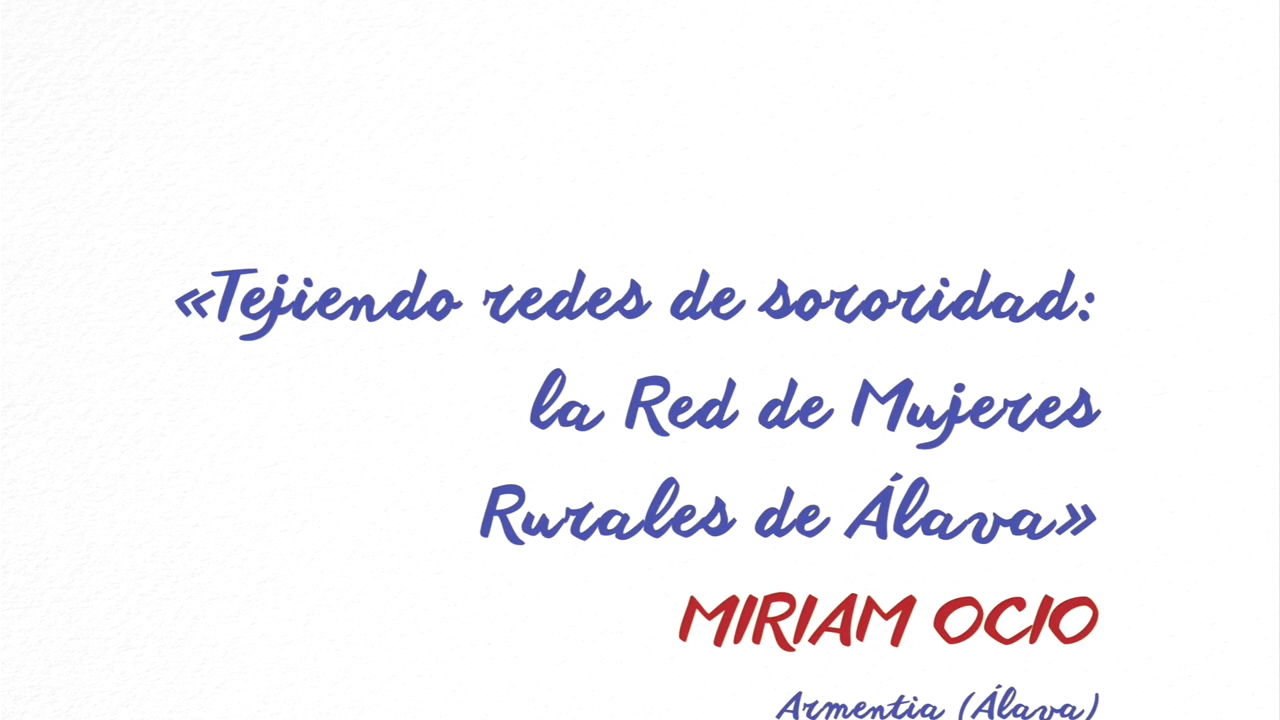 «Tejiendo redes de sororidad:
la Red de Mujeres
Rurales de Álava»
MIRIAM OCIO
Armentia (Álava)